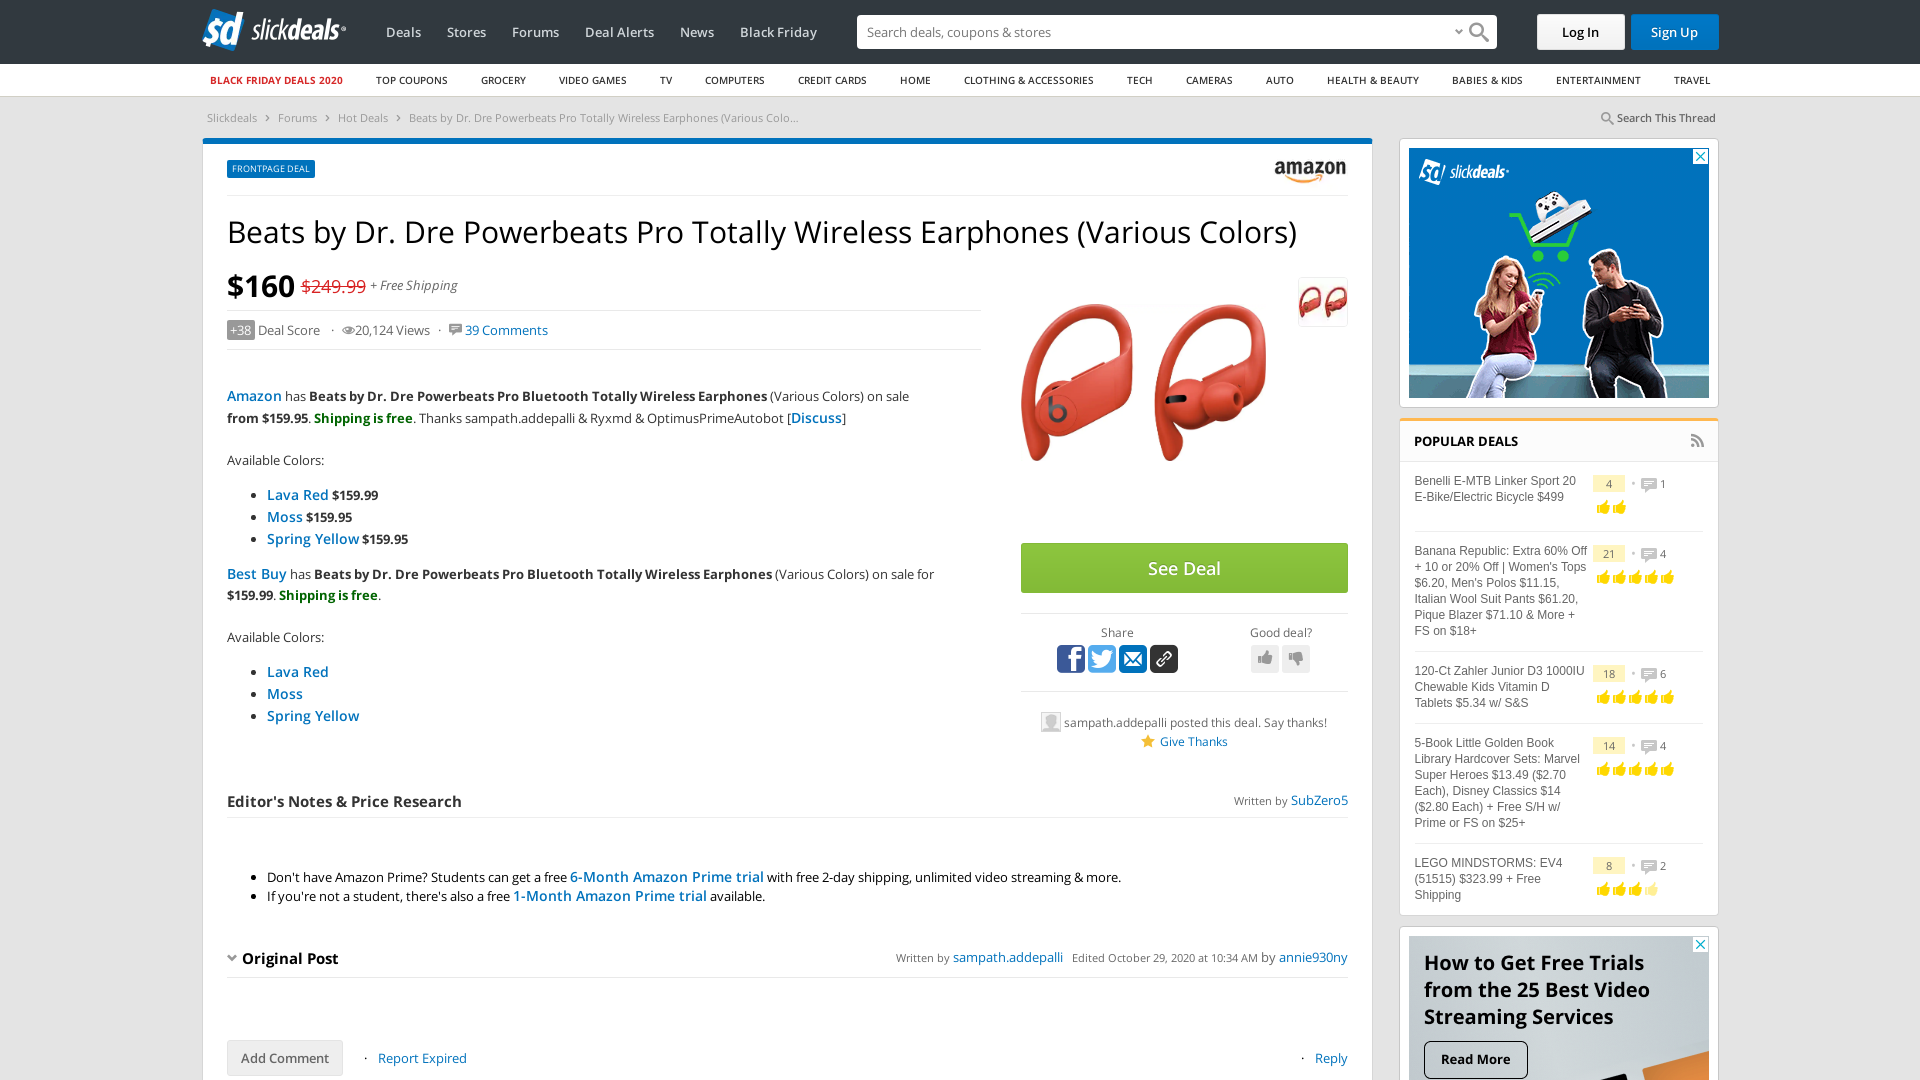 slickdeals
Deals
Stores
Forums
Deal Alerts
News
Black Friday
Search deals, coupons & stores
Log In
Sign Up
BLACK FRIDAY DEALS 2020
TOP COUPONS
GROCERY
VIDEO GAMES
TV
COMPUTERS
CREDIT CARDS
HOME
CLOTHING & ACCESSORIES
TECH
CAMERAS
AUTO
HEALTH & BEAUTY
BABIES & KIDS
ENTERTAINMENT
TRAVEL
Slickdeals > Forums > Hot Deals > Beats by Dr. Dre Powerbeats Pro Totally Wireless Earphones (Various Colo...
Search This Thread
FRONTPAGE DEAL
amazon
Beats by Dr. Dre Powerbeats Pro Totally Wireless Earphones (Various Colors)
$160 $249.99 + Free Shipping
+38 Deal Score · 20,124 Views · 39 Comments
Amazon has Beats by Dr. Dre Powerbeats Pro Bluetooth Totally Wireless Earphones (Various Colors) on sale
from $159.95. Shipping is free. Thanks sampath.addepalli & Ryxmd & OptimusPrimeAutobot [Discuss]
Available Colors:
• Lava Red $159.99
• Moss $159.95
• Spring Yellow $159.95
Best Buy has Beats by Dr. Dre Powerbeats Pro Bluetooth Totally Wireless Earphones (Various Colors) on sale for
$159.99. Shipping is free.
Available Colors:
• Lava Red
• Moss
• Spring Yellow
See Deal
Share
Good deal?
sampath.addepalli posted this deal. Say thanks!
Give Thanks
Editor's Notes & Price Research
Written by SubZero5
• Don't have Amazon Prime? Students can get a free 6-Month Amazon Prime trial with free 2-day shipping, unlimited video streaming & more.
• If you're not a student, there's also a free 1-Month Amazon Prime trial available.
Original Post
Written by sampath.addepalli Edited October 29, 2020 at 10:34 AM by annie930ny
Add Comment
· Report Expired
· Reply
slickdeals
POPULAR DEALS
Benelli E-MTB Linker Sport 20
E-Bike/Electric Bicycle $499
4 • 1
Banana Republic: Extra 60% Off
+ 10 or 20% Off | Women's Tops
$6.20, Men's Polos $11.15,
Italian Wool Suit Pants $61.20,
Pique Blazer $71.10 & More +
FS on $18+
21 • 4
120-Ct Zahler Junior D3 1000IU
Chewable Kids Vitamin D
Tablets $5.34 w/ S&S
18 • 6
5-Book Little Golden Book
Library Hardcover Sets: Marvel
Super Heroes $13.49 ($2.70
Each), Disney Classics $14
($2.80 Each) + Free S/H w/
Prime or FS on $25+
14 • 4
LEGO MINDSTORMS: EV4
(51515) $323.99 + Free
Shipping
8 • 2
How to Get Free Trials
from the 25 Best Video
Streaming Services
Read More